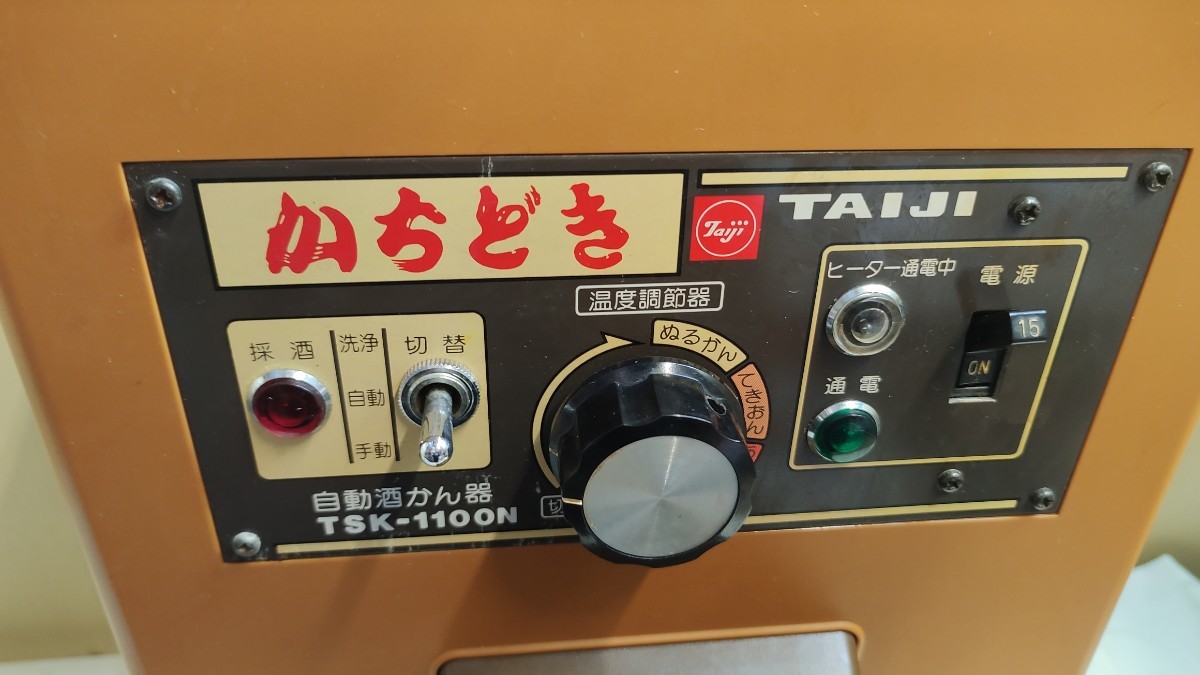 かちどき
Taiji
TAIJI
温度調節器
ぬるかん
てきおん
切
採酒
洗浄
自動
手動
切替
自動酒かん器
TSK-1100N
ヒーター通電中
電源
15
ON
通電